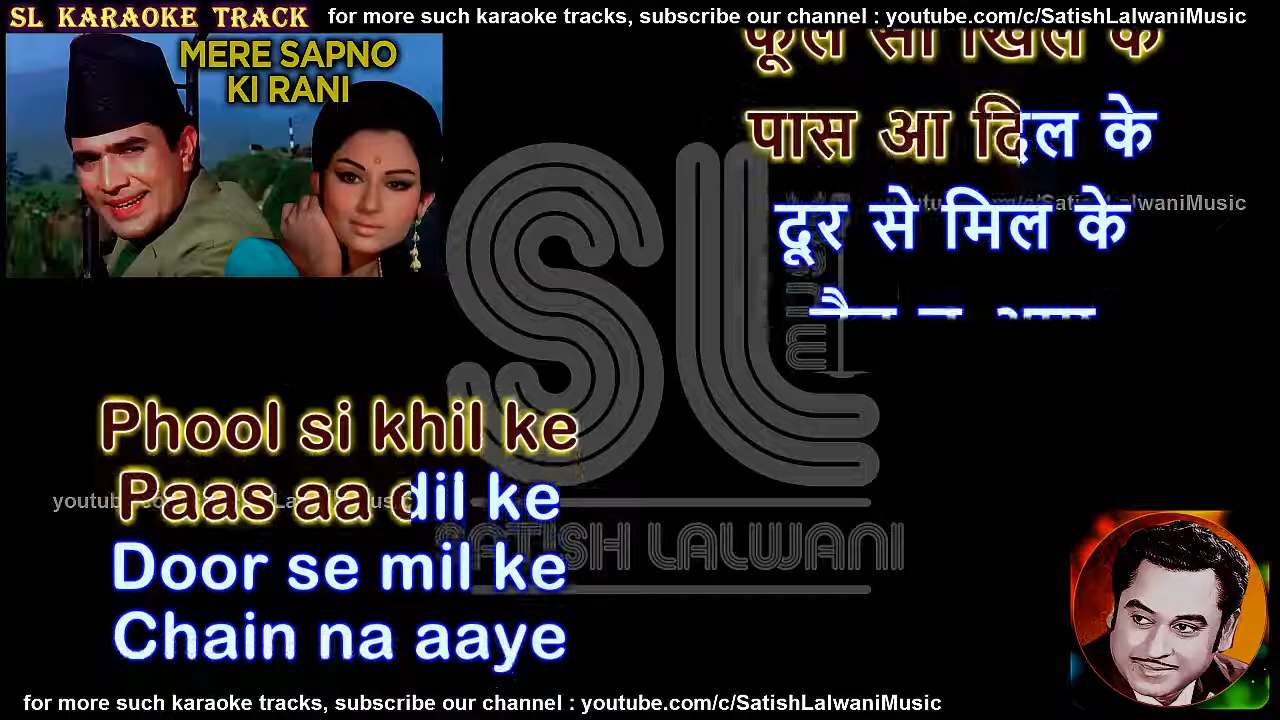 SL KARAOKE TRACK for more such karaoke tracks, subscribe our channel : youtube.com/c/SatishLalwaniMusic
MERE SAPNO
KI RANI
फूल सी खिल के
पास आ दिल के
दूर से मिल के
SL
Phool si khil ke
Paas aa dil ke
Door se mil ke
Chain na aaye
SATISH LALWANI
for more such karaoke tracks, subscribe our channel : youtube.com/c/SatishLalwaniMusic